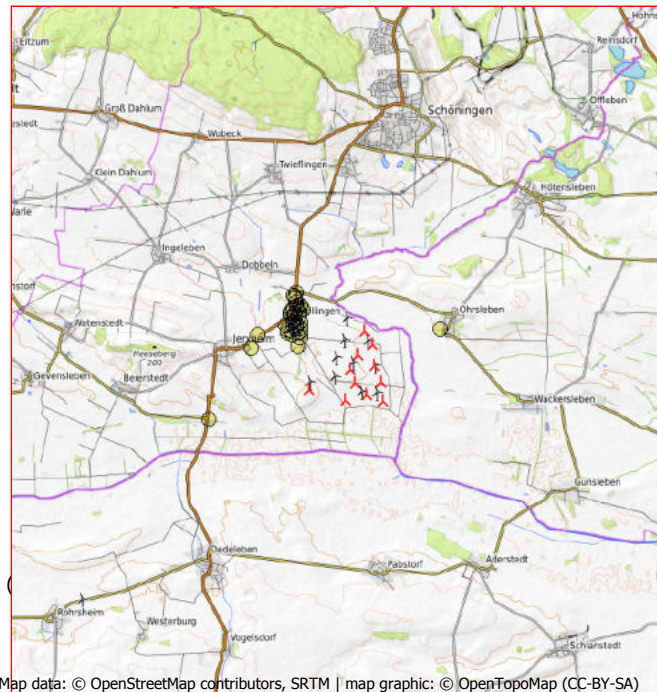 Eitzum
Reinsdorf
Groß Dahlum
Offleben
Schöningen
Wobeck
Twieflingen
Klein Dahlum
Hötensleben
Warle
Ingeleben
Dobbeln
llingen
Ohrsleben
Watenstedt
Jerxheim
Heeseberg
200
Gevensleben
Beierstedt
Wackersleben
Gunsleben
Dedeleben
Pabstorf
Aderstedt
Rohrsheim
Westerburg
Vogelsdorf
Schlanstedt
Map data: © OpenStreetMap contributors, SRTM | map graphic: © OpenTopoMap (CC-BY-SA)